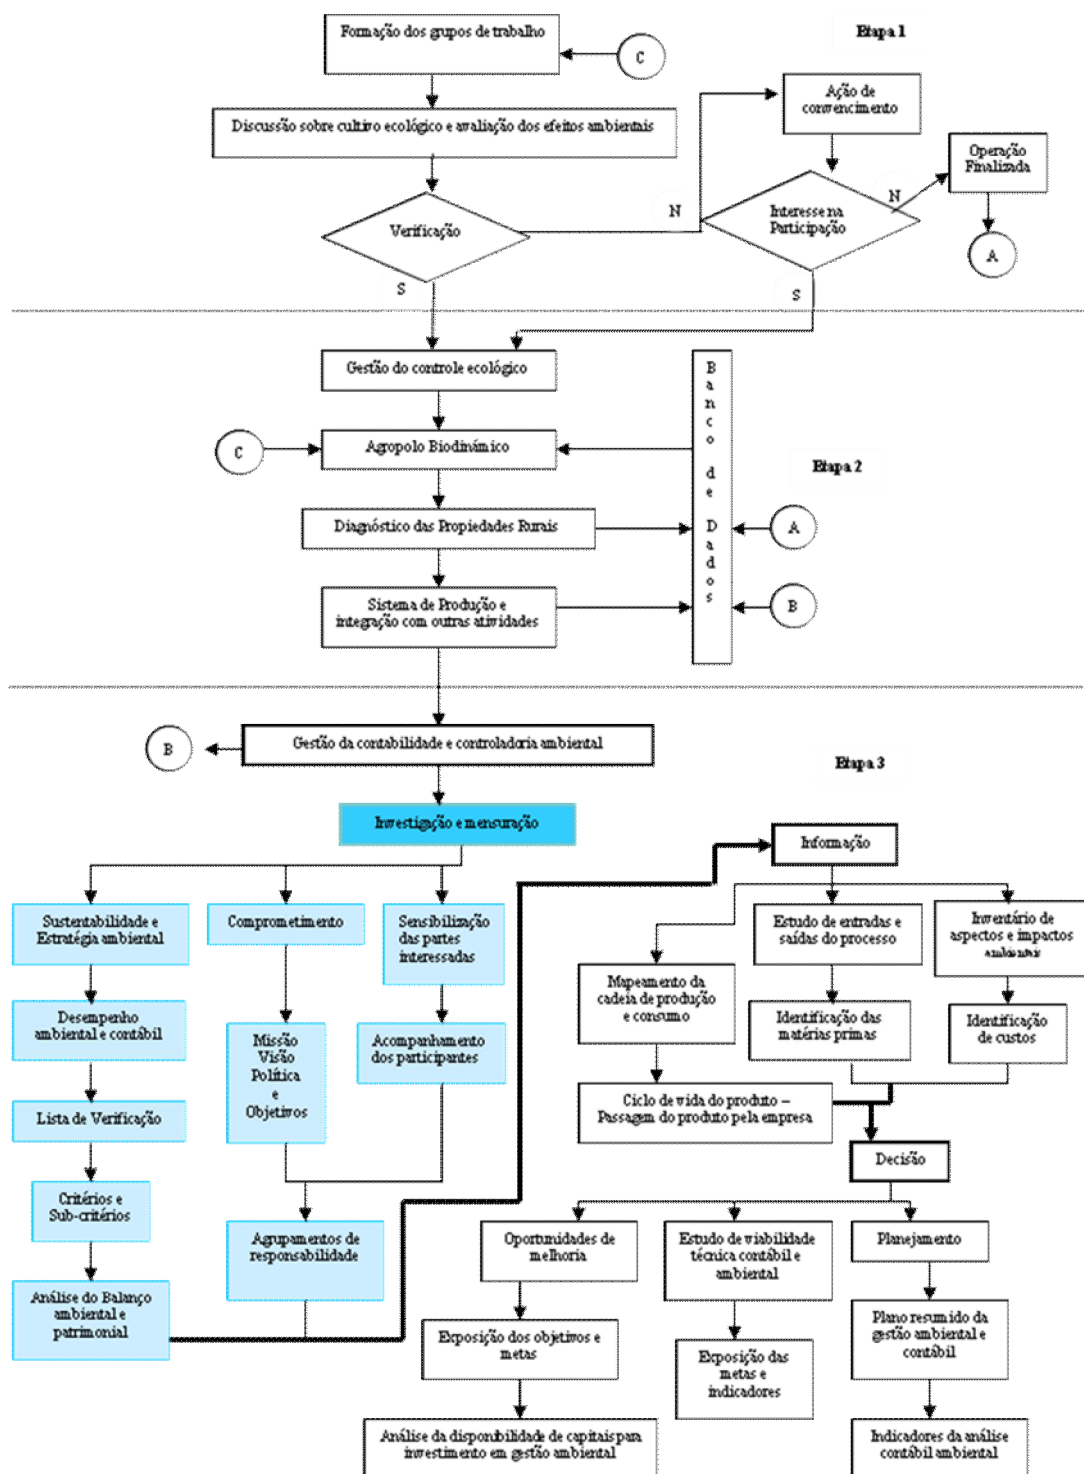 Formação dos grupos de trabalho
C
Etapa 1
Ação de
convencimento
Discussão sobre cultivo ecológico e avaliação dos efeitos ambientais
Operação
Finalizada
N
N
Verificação
Interesse na
Participação
A
S
S
Gestão do controle ecológico
Banco de Dados
C
Agropolo Biodinámico
Etapa 2
Diagnóstico das Propiedades Rurais
A
Sistema de Produção e
integração com outras atividades
B
B
Gestão da contabilidade e controladoria ambiental
Etapa 3
Investigação e mensuração
Informação
Sustentabilidade e
Estratégia ambiental
Comprometimento
Sensibilização
das partes
interessadas
Estudo de entradas e
saídas do processo
Inventário de
aspectos e impactos
ambientais
Mapeamento da
cadeia de produção
e consumo
Desempenho
ambiental e contábil
Missão
Visão
Política
e
Objetivos
Acompanhamento
dos participantes
Identificação das
matérias primas
Identificação
de custos
Lista de Verificação
Ciclo de vida do produto –
Passagem do produto pela empresa
Decisão
Critérios e
Sub-critérios
Agrupamentos de
responsabilidade
Oportunidades de
melhoria
Estudo de viabilidade
técnica contábil e
ambiental
Planejamento
Análise do Balanço
ambiental e
patrimonial
Exposição dos objetivos e
metas
Exposição das
metas e
indicadores
Plano resumido da
gestão ambiental e
contábil
Análise da disponibilidade de capitais para
investimento em gestão ambiental
Indicadores da análise
contábil ambiental